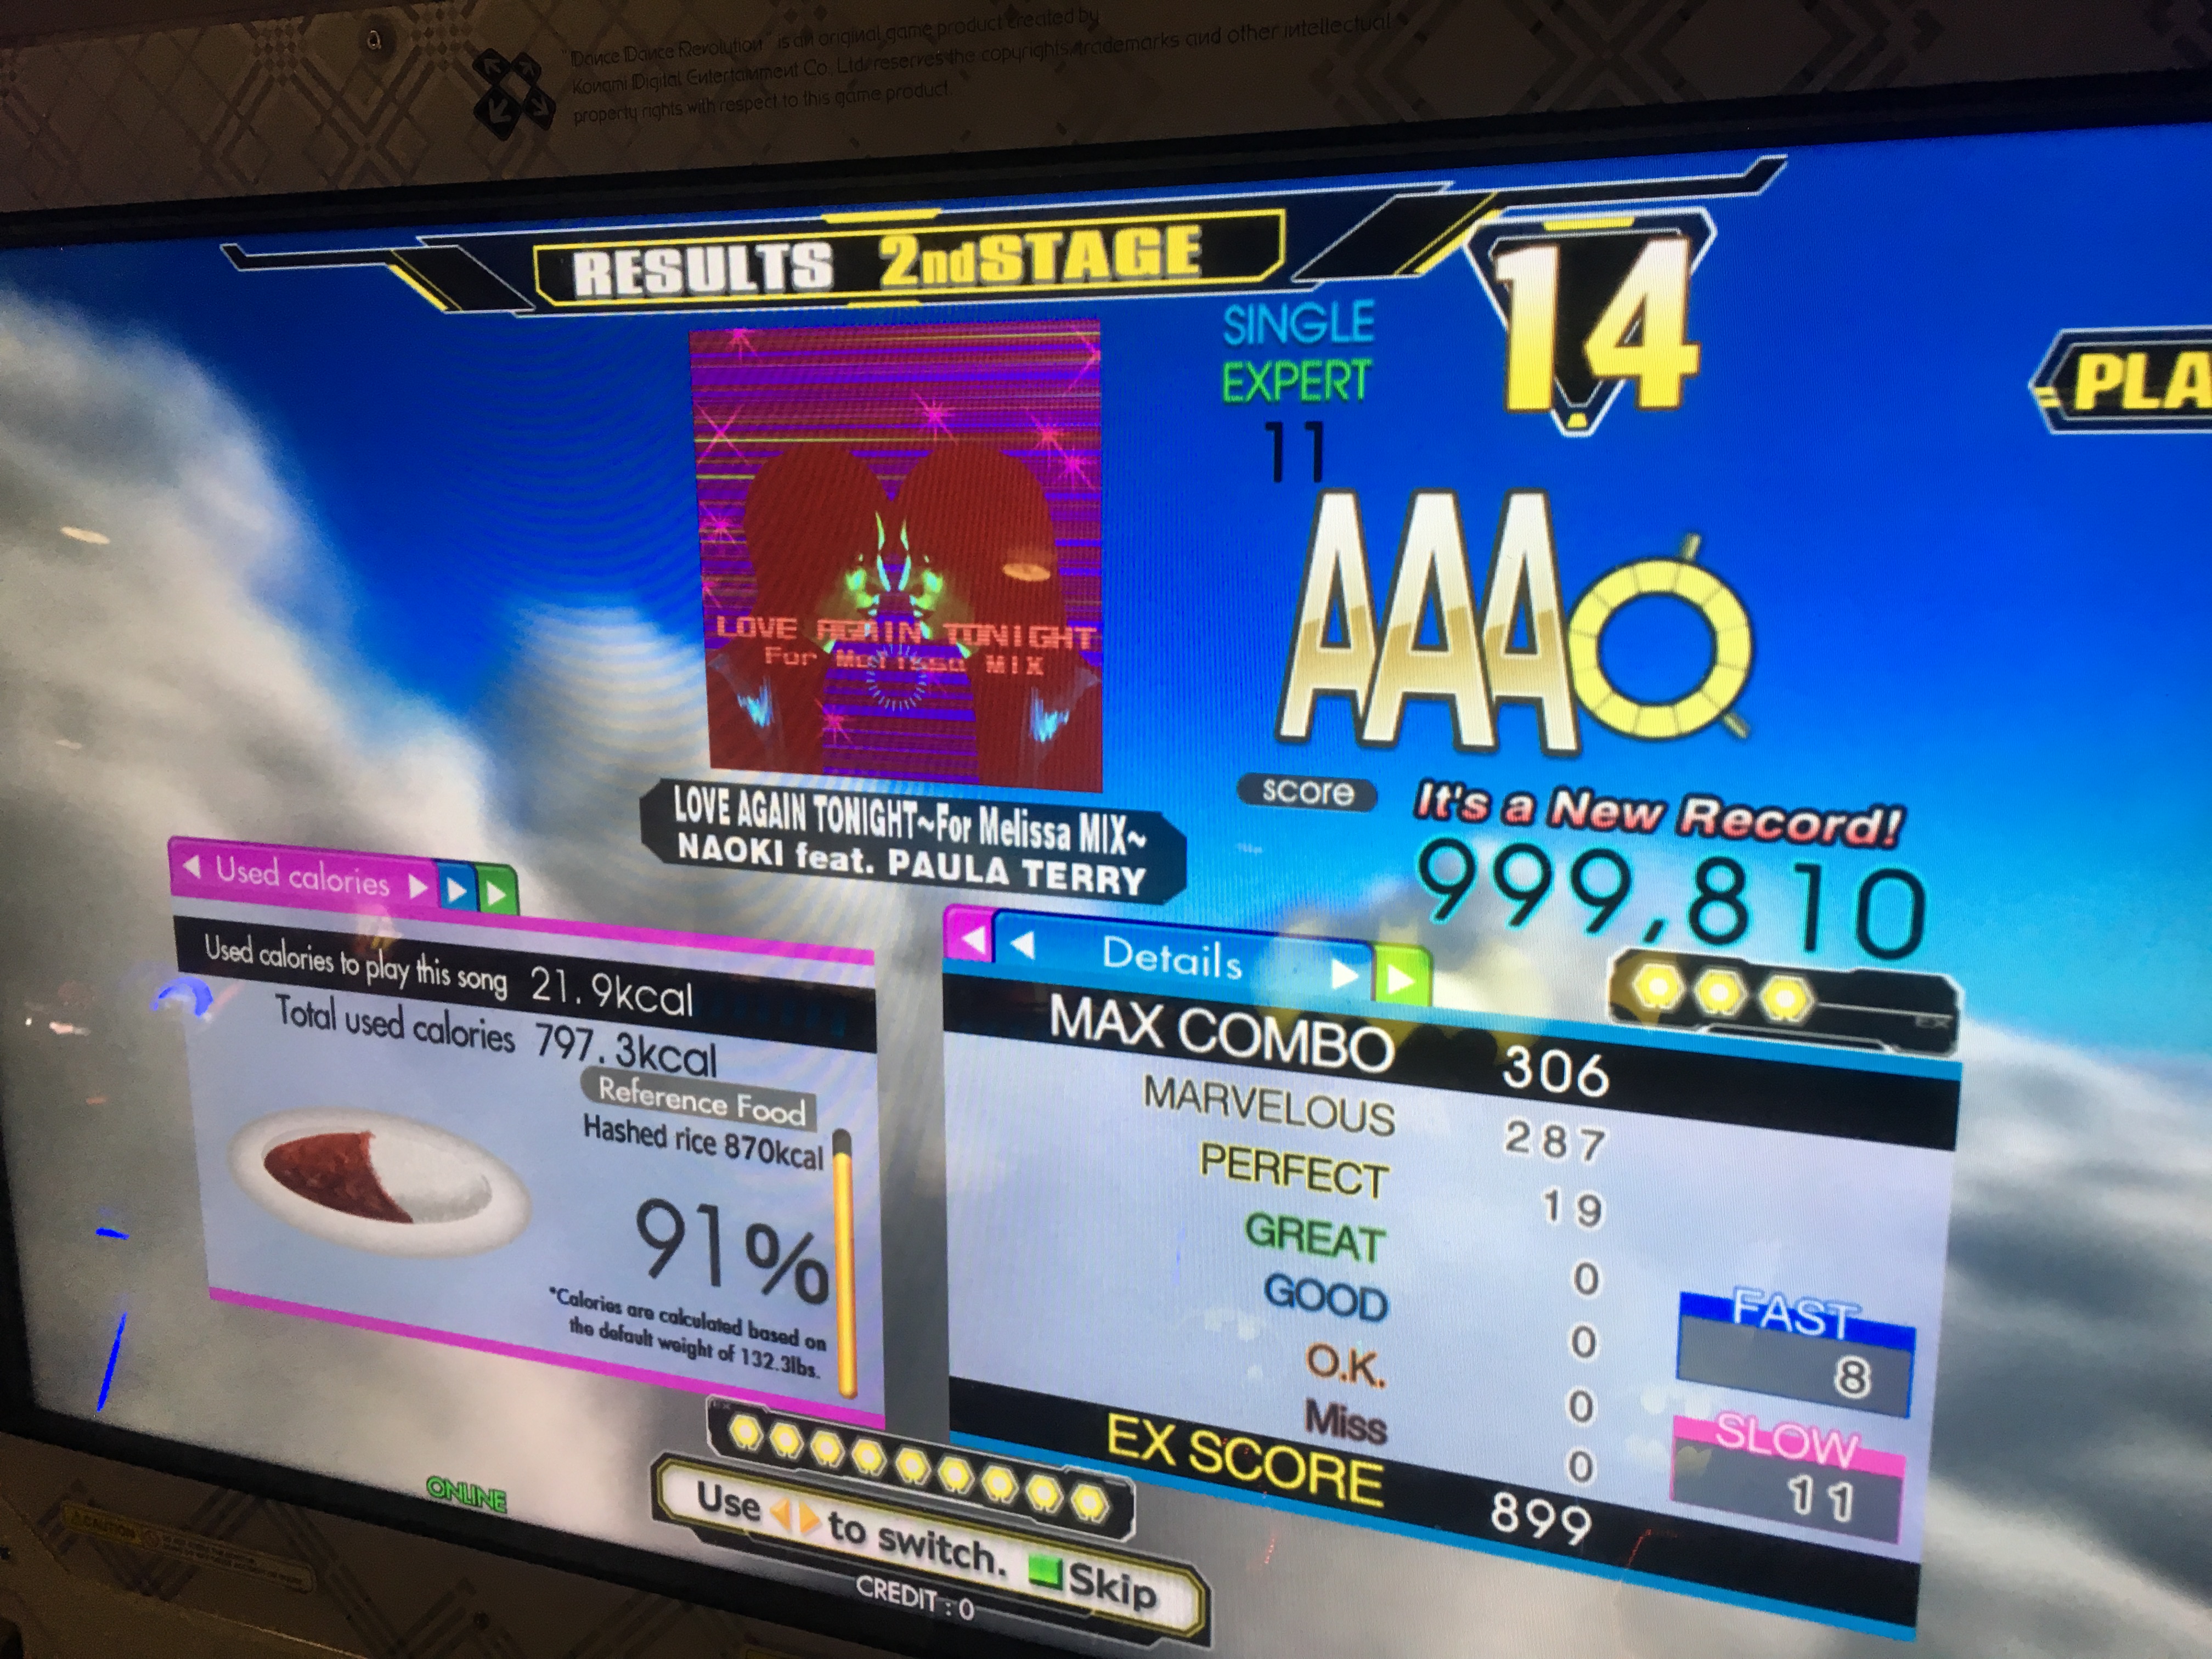 "Dance Dance Revolution" is an original game product created by
Konami Digital Entertainment Co., Ltd. reserves the copyrights, trademarks and other intellectual
property rights with respect to this game product.
RESULTS 2ndSTAGE
14
SINGLE
EXPERT
11
PLA
LOVE AGAIN TONIGHT
For Melissa MIX
AAA
LOVE AGAIN TONIGHT~For Melissa MIX~
NAOKI feat. PAULA TERRY
score
It's a New Record!
999,810
EX
Used calories
Used calories to play this song 21.9kcal
Total used calories 797.3kcal
Reference Food
Hashed rice 870kcal
91%
*Calories are calculated based on
the default weight of 132.3lbs.
Details
MAX COMBO 306
MARVELOUS 287
PERFECT 19
GREAT 0
GOOD 0
O.K. 0
Miss 0
EX SCORE 899
FAST
8
SLOW
11
ONLINE
Use ◀▶ to switch. Skip
CREDIT : 0
CAUTION